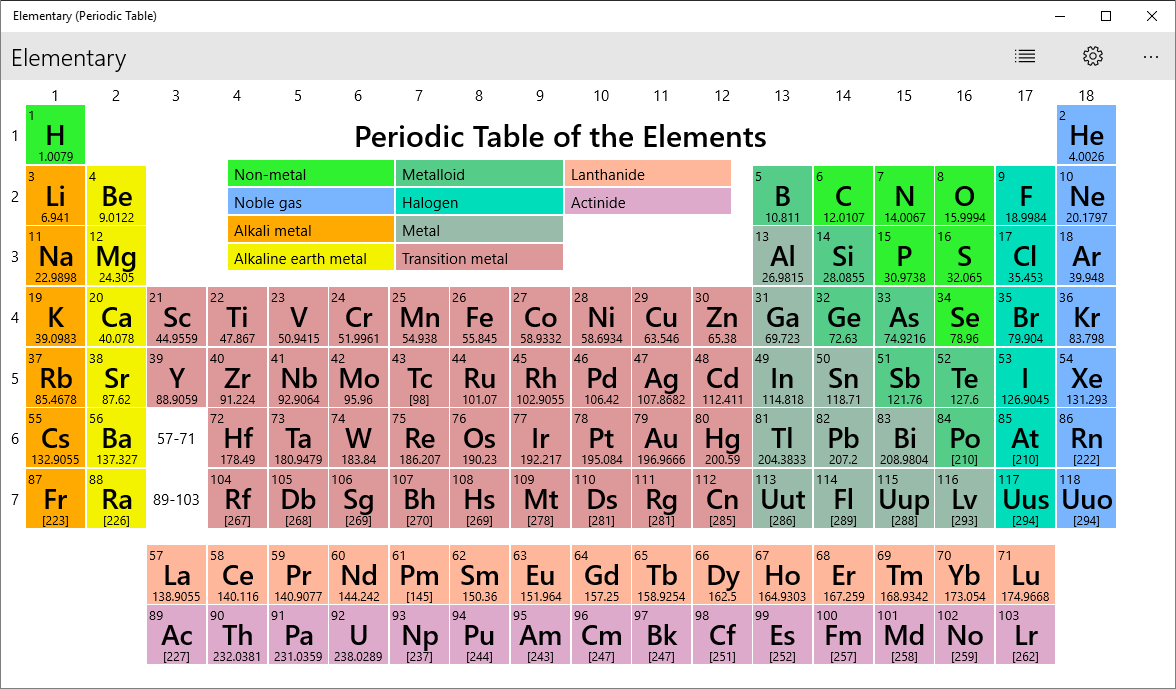 Elementary (Periodic Table)
Elementary
1 2 3 4 5 6 7 8 9 10 11 12 13 14 15 16 17 18
Periodic Table of the Elements
Non-metal Metalloid Lanthanide
Noble gas Halogen Actinide
Alkali metal Metal
Alkaline earth metal Transition metal
1 2
1 H He
1.0079 4.0026
3 4 5 6 7 8 9 10
2 Li Be B C N O F Ne
6.941 9.0122 10.811 12.0107 14.0067 15.9994 18.9984 20.1797
11 12 13 14 15 16 17 18
3 Na Mg Al Si P S Cl Ar
22.9898 24.305 26.9815 28.0855 30.9738 32.065 35.453 39.948
19 20 21 22 23 24 25 26 27 28 29 30 31 32 33 34 35 36
4 K Ca Sc Ti V Cr Mn Fe Co Ni Cu Zn Ga Ge As Se Br Kr
39.0983 40.078 44.9559 47.867 50.9415 51.9961 54.938 55.845 58.9332 58.6934 63.546 65.38 69.723 72.63 74.9216 78.96 79.904 83.798
37 38 39 40 41 42 43 44 45 46 47 48 49 50 51 52 53 54
5 Rb Sr Y Zr Nb Mo Tc Ru Rh Pd Ag Cd In Sn Sb Te I Xe
85.4678 87.62 88.9059 91.224 92.9064 95.96 [98] 101.07 102.9055 106.42 107.8682 112.411 114.818 118.71 121.76 127.6 126.9045 131.293
55 56 72 73 74 75 76 77 78 79 80 81 82 83 84 85 86
6 Cs Ba 57-71 Hf Ta W Re Os Ir Pt Au Hg Tl Pb Bi Po At Rn
132.9055 137.327 178.49 180.9479 183.84 186.207 190.23 192.217 195.084 196.9666 200.59 204.3833 207.2 208.9804 [210] [210] [222]
87 88 104 105 106 107 108 109 110 111 112 113 114 115 116 117 118
7 Fr Ra 89-103 Rf Db Sg Bh Hs Mt Ds Rg Cn Uut Fl Uup Lv Uus Uuo
[223] [226] [267] [268] [269] [270] [269] [278] [281] [281] [285] [286] [289] [288] [293] [294] [294]
57 58 59 60 61 62 63 64 65 66 67 68 69 70 71
La Ce Pr Nd Pm Sm Eu Gd Tb Dy Ho Er Tm Yb Lu
138.9055 140.116 140.9077 144.242 [145] 150.36 151.964 157.25 158.9254 162.5 164.9303 167.259 168.9342 173.054 174.9668
89 90 91 92 93 94 95 96 97 98 99 100 101 102 103
Ac Th Pa U Np Pu Am Cm Bk Cf Es Fm Md No Lr
[227] 232.0381 231.0359 238.0289 [237] [244] [243] [247] [247] [251] [252] [257] [258] [259] [262]